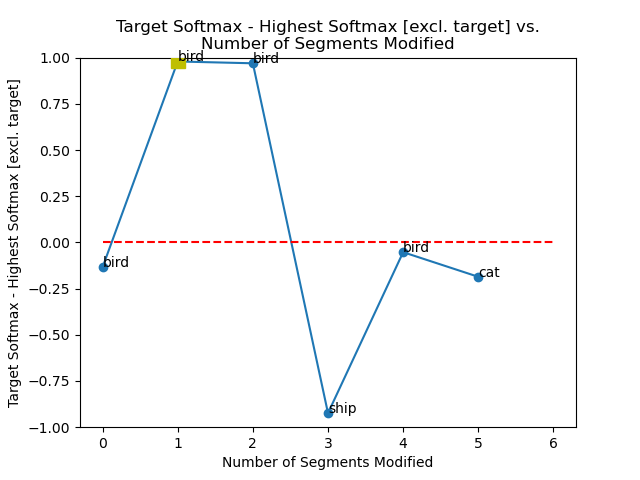 Target Softmax - Highest Softmax [excl. target] vs.
Number of Segments Modified
Target Softmax - Highest Softmax [excl. target]
1.00
0.75
0.50
0.25
0.00
−0.25
−0.50
−0.75
−1.00
bird
bird
bird
ship
bird
cat
0 1 2 3 4 5 6
Number of Segments Modified